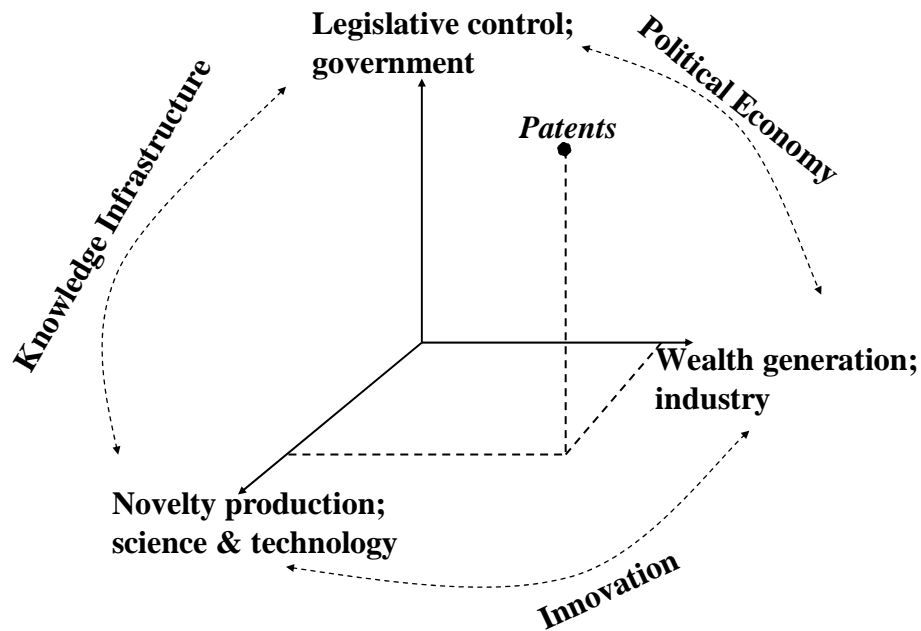 Legislative control;
government
Political Economy
Patents
Knowledge Infrastructure
Wealth generation;
industry
Novelty production;
science & technology
Innovation